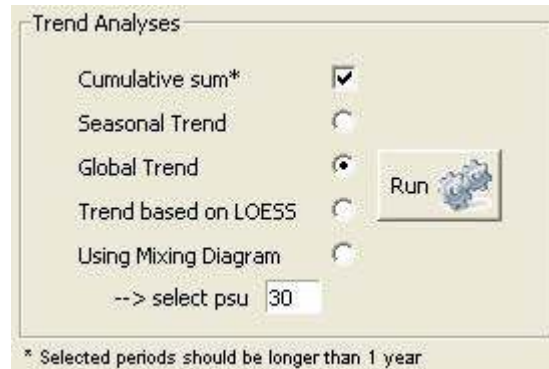 Trend Analyses
Cumulative sum*
Seasonal Trend
Global Trend
Run
Trend based on LOESS
Using Mixing Diagram
--> select psu 30
* Selected periods should be longer than 1 year